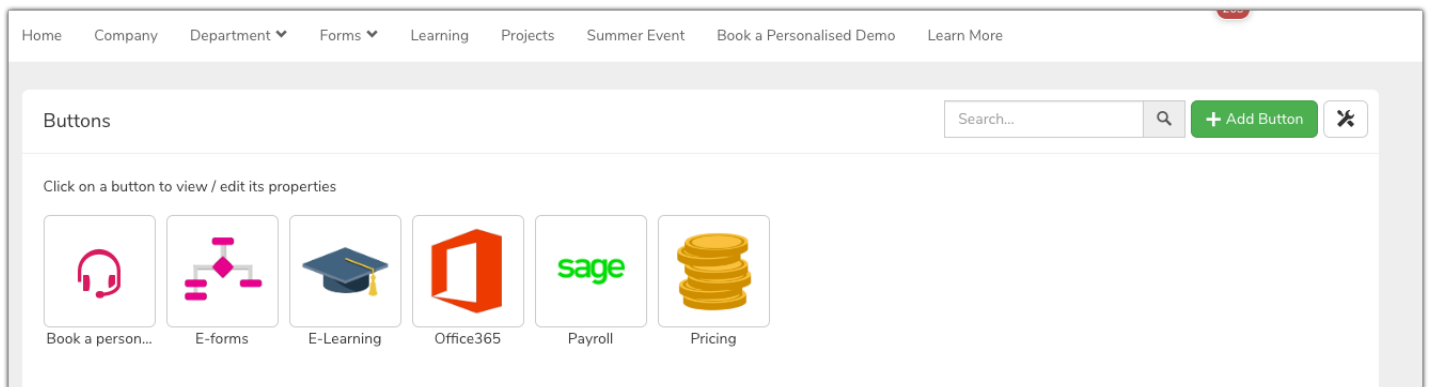 Home Company Department Forms Learning Projects Summer Event Book a Personalised Demo Learn More
Buttons
Search...
Add Button
Click on a button to view / edit its properties
sage
Book a person... E-forms E-Learning Office365 Payroll Pricing